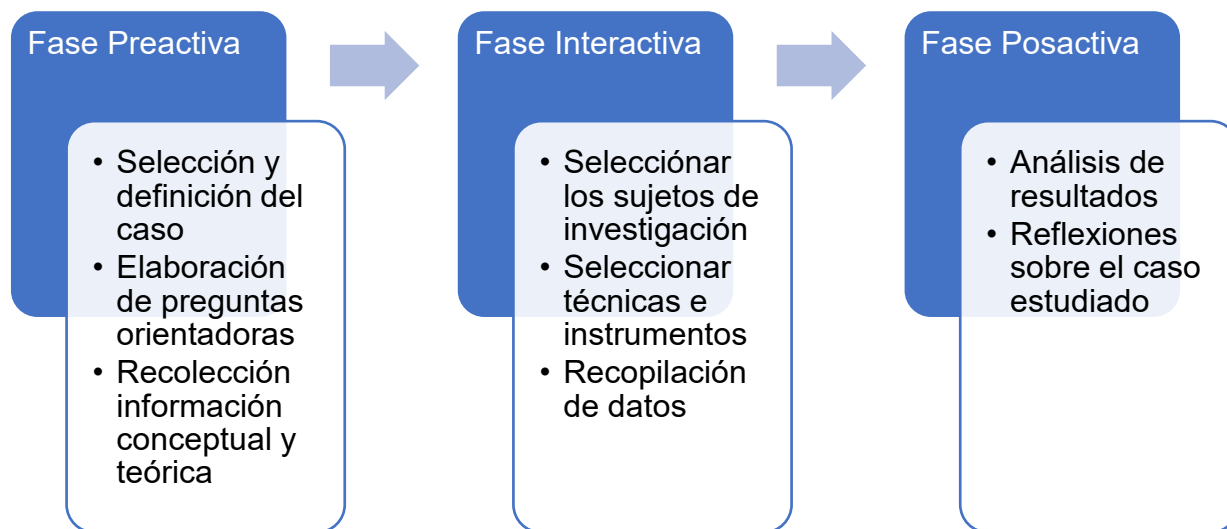 Fase Preactiva
• Selección y
definición del
caso
• Elaboración
de preguntas
orientadoras
• Recolección
información
conceptual y
teórica
Fase Interactiva
• Selecciónar
los sujetos de
investigación
• Seleccionar
técnicas e
instrumentos
• Recopilación
de datos
Fase Posactiva
• Análisis de
resultados
• Reflexiones
sobre el caso
estudiado